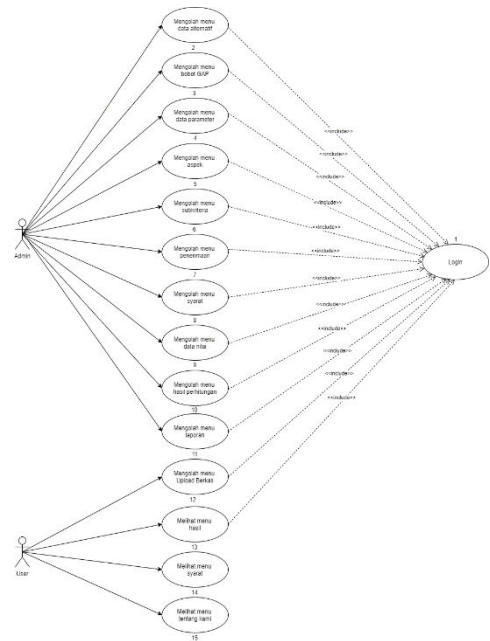 Mengolah menu
data alternatif
2
Mengolah menu
bobot GAP
3
Mengolah menu
data parameter
4
Mengolah menu
aspek
5
Mengolah menu
subkriteria
6
Mengolah menu
penerimaan
7
Mengolah menu
syarat
8
Mengolah menu
data nilai
9
Mengolah menu
hasil perhitungan
10
Mengolah menu
laporan
11
Mengolah menu
Upload Berkas
12
Melihat menu
hasil
13
Melihat menu
syarat
14
Melihat menu
tentang kami
15
Admin
User
<<include>>
<<include>>
<<include>>
<<include>>
<<include>>
<<include>>
<<include>>
<<include>>
<<include>>
<<include>>
<<include>>
<<include>>
1
Login